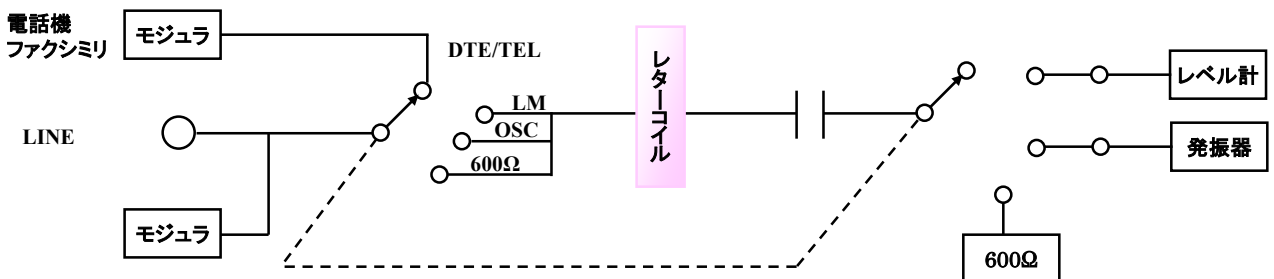 電話機
ファクシミリ
モジュラ
DTE/TEL
LINE
LM
OSC
600Ω
モジュラ
レターコイル
レベル計
発振器
600Ω